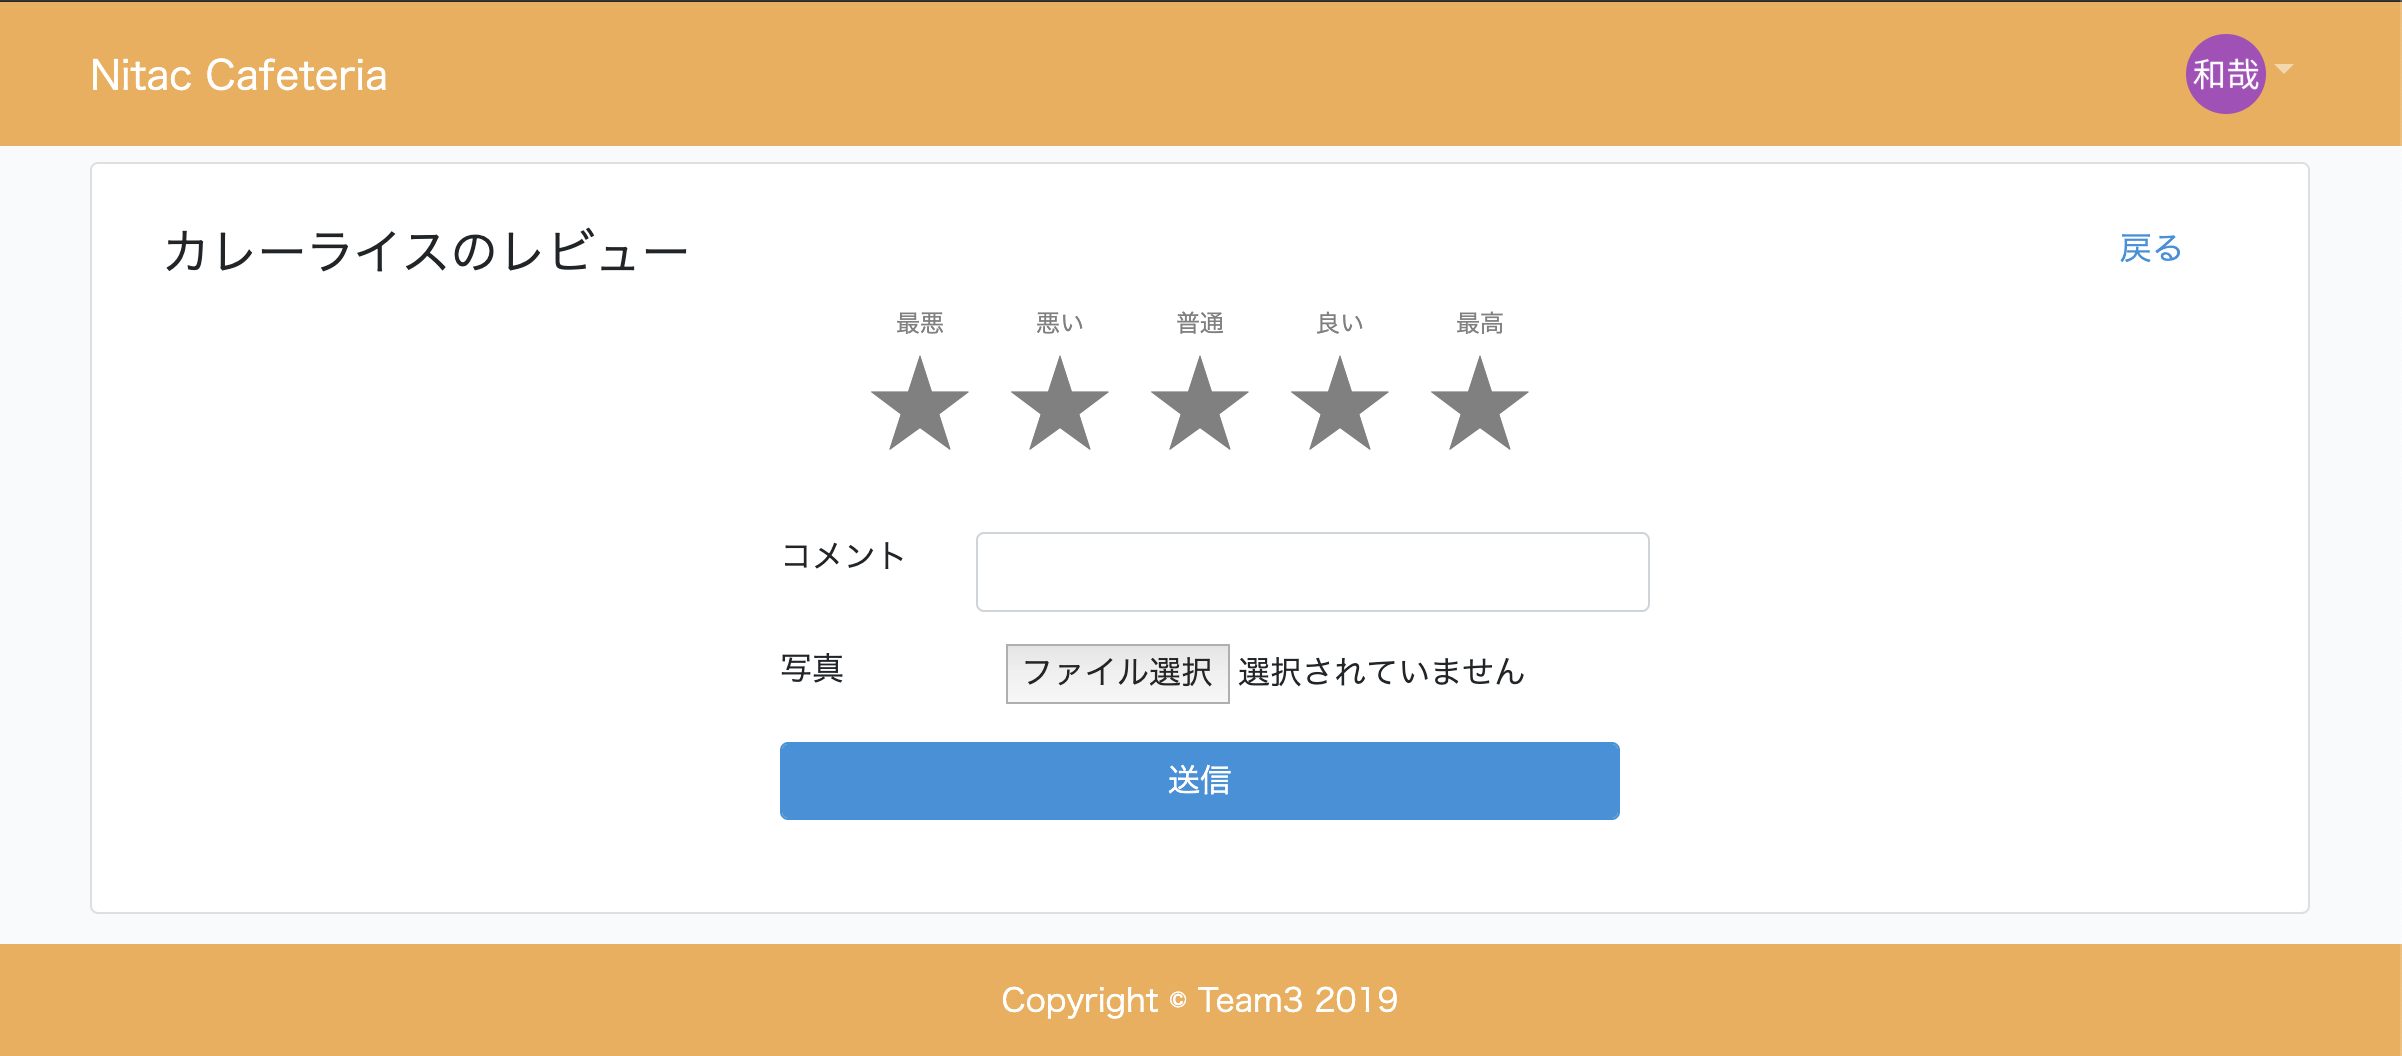 Nitac Cafeteria
和哉
カレーライスのレビュー
戻る
最悪 悪い 普通 良い 最高
コメント
写真 ファイル選択 選択されていません
送信
Copyright © Team3 2019